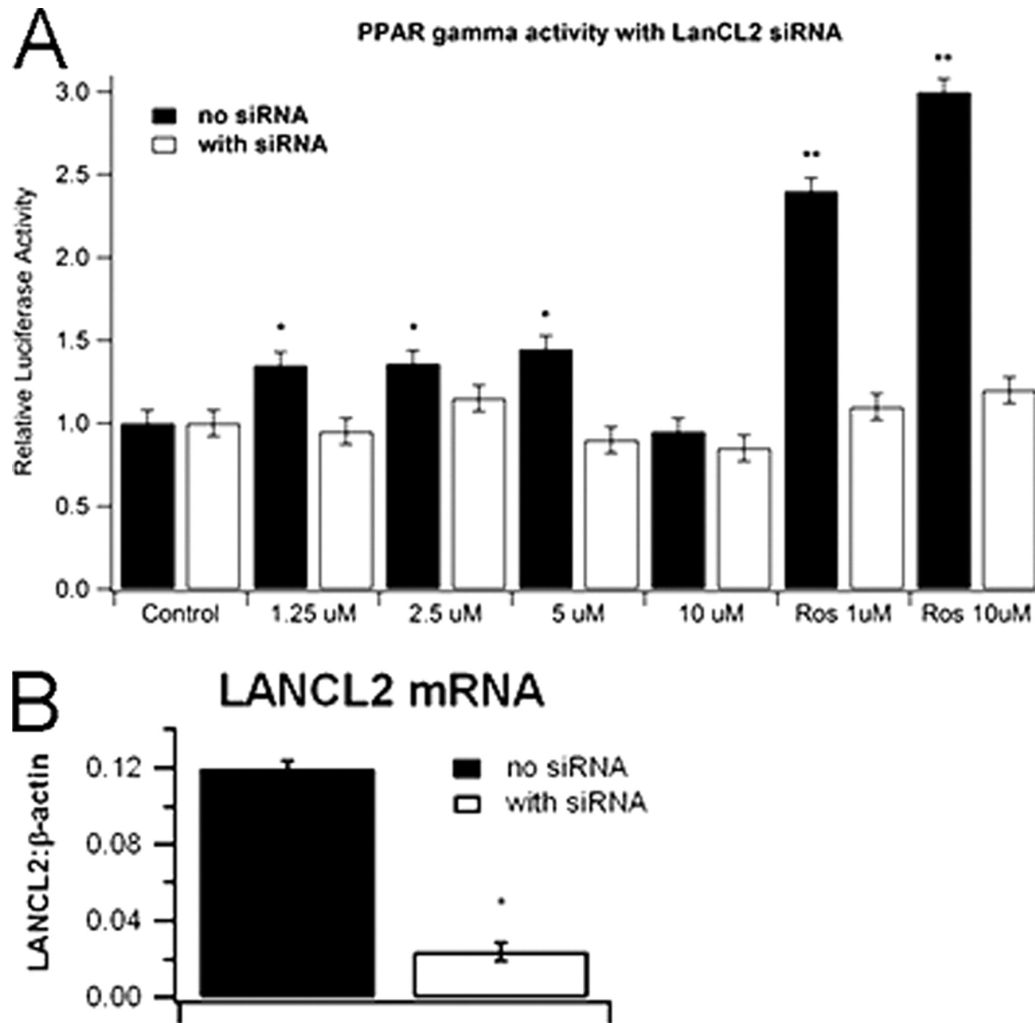 A
PPAR gamma activity with LanCL2 siRNA
no siRNA
with siRNA
Relative Luciferase Activity
3.0
2.5
2.0
1.5
1.0
0.5
0.0
**
**
*
*
*
Control 1.25 uM 2.5 uM 5 uM 10 uM Ros 1uM Ros 10uM
B
LANCL2 mRNA
no siRNA
with siRNA
LANCL2:β-actin
0.12
0.08
0.04
0.00
*